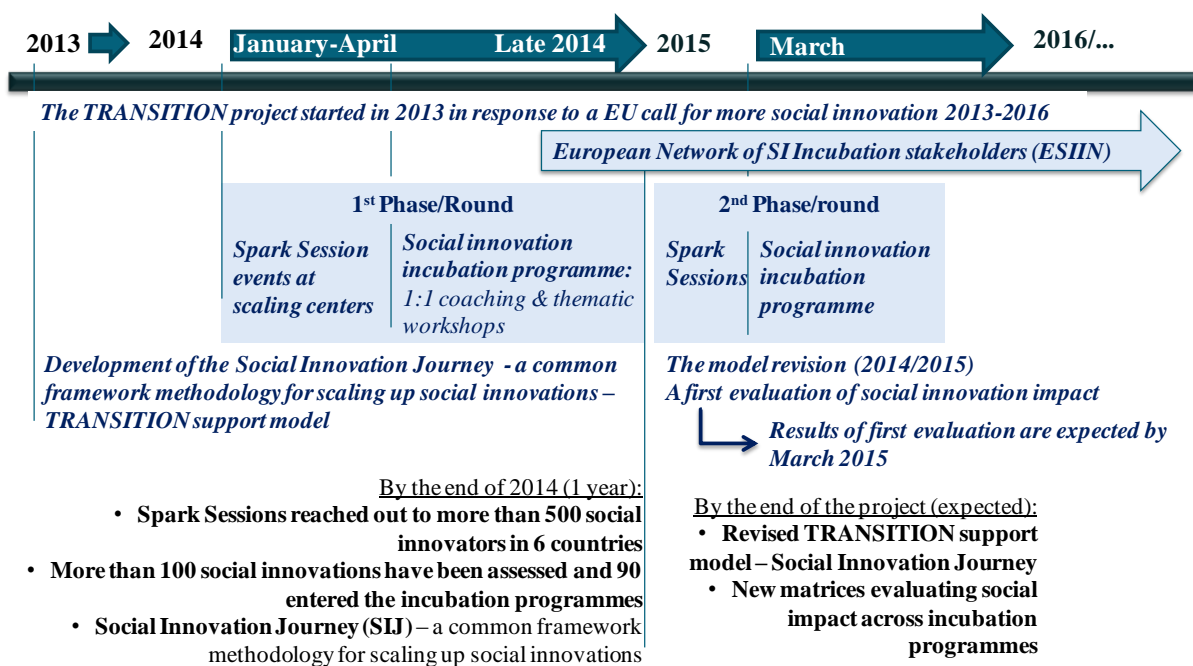 2013
2014
January-April
Late 2014
2015
March
2016/...
The TRANSITION project started in 2013 in response to a EU call for more social innovation 2013-2016
European Network of SI Incubation stakeholders (ESIIN)
1st Phase/Round
Spark Session
events at
scaling centers
Social innovation
incubation programme:
1:1 coaching & thematic
workshops
2nd Phase/round
Spark
Sessions
Social innovation
incubation
programme
Development of the Social Innovation Journey - a common
framework methodology for scaling up social innovations –
TRANSITION support model
The model revision (2014/2015)
A first evaluation of social innovation impact
Results of first evaluation are expected by
March 2015
By the end of 2014 (1 year):
• Spark Sessions reached out to more than 500 social
innovators in 6 countries
• More than 100 social innovations have been assessed and 90
entered the incubation programmes
• Social Innovation Journey (SIJ) – a common framework
methodology for scaling up social innovations
By the end of the project (expected):
• Revised TRANSITION support
model – Social Innovation Journey
• New matrices evaluating social
impact across incubation
programmes